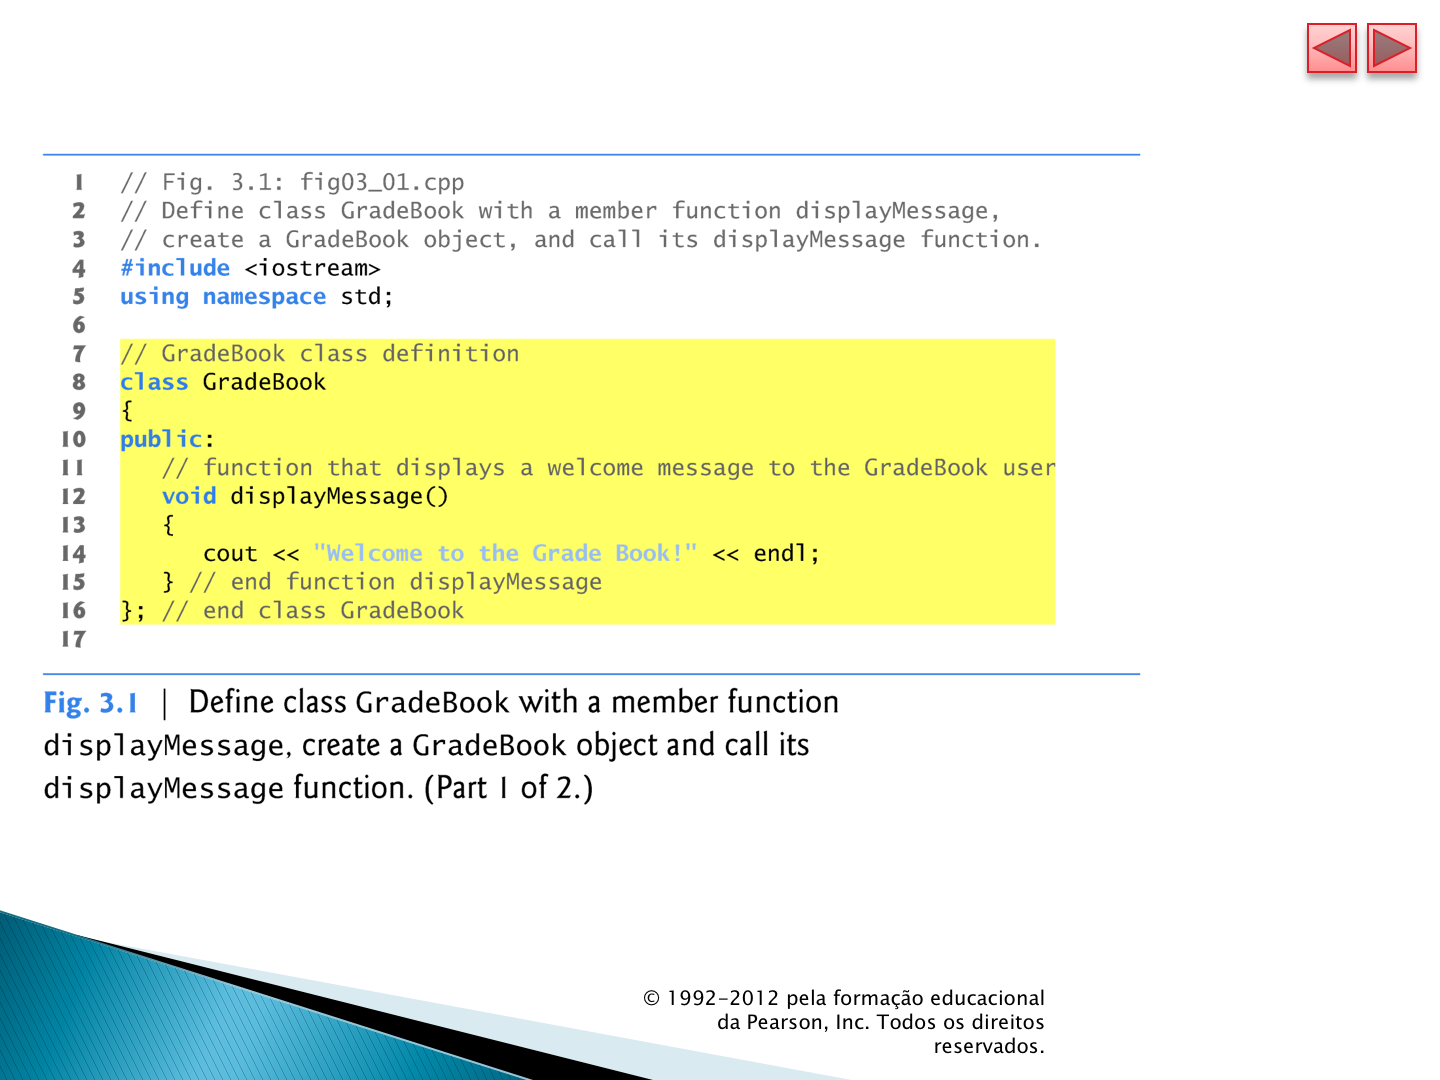 1 // Fig. 3.1: fig03_01.cpp
2 // Define class GradeBook with a member function displayMessage,
3 // create a GradeBook object, and call its displayMessage function.
4 #include <iostream>
5 using namespace std;
6
7 // GradeBook class definition
8 class GradeBook
9 {
10 public:
11    // function that displays a welcome message to the GradeBook user
12    void displayMessage()
13    {
14       cout << "Welcome to the Grade Book!" << endl;
15    } // end function displayMessage
16 }; // end class GradeBook
17
Fig. 3.1 | Define class GradeBook with a member function
displayMessage, create a GradeBook object and call its
displayMessage function. (Part 1 of 2.)
© 1992-2012 pela formação educacional
da Pearson, Inc. Todos os direitos
reservados.